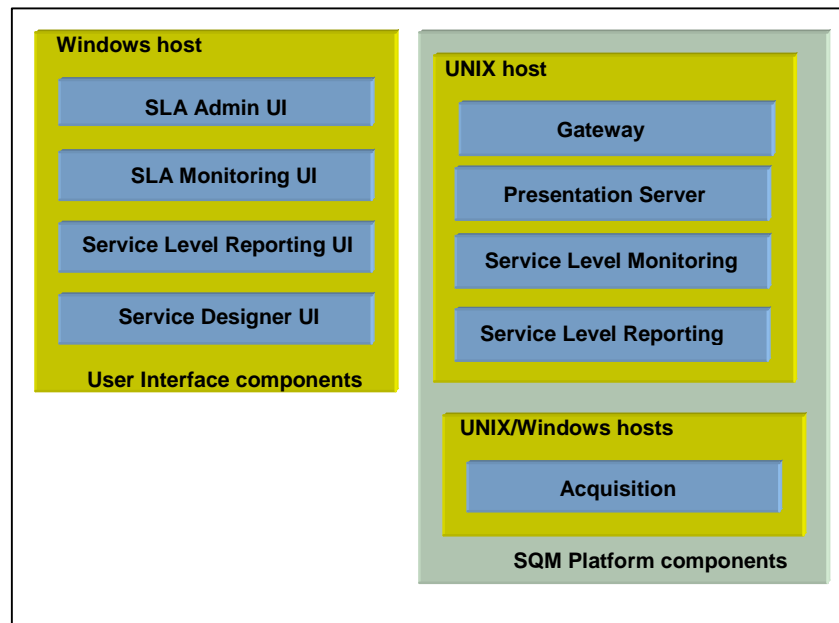 Windows host
SLA Admin UI
SLA Monitoring UI
Service Level Reporting UI
Service Designer UI
User Interface components
UNIX host
Gateway
Presentation Server
Service Level Monitoring
Service Level Reporting
UNIX/Windows hosts
Acquisition
SQM Platform components